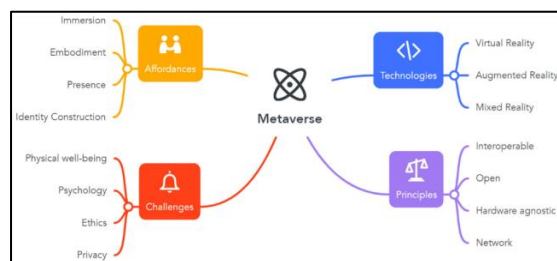 Immersion
Embodiment
Presence
Identity Construction
Affordances
Metaverse
Technologies
Virtual Reality
Augmented Reality
Mixed Reality
Physical well-being
Psychology
Ethics
Privacy
Challenges
Principles
Interoperable
Open
Hardware agnostic
Network